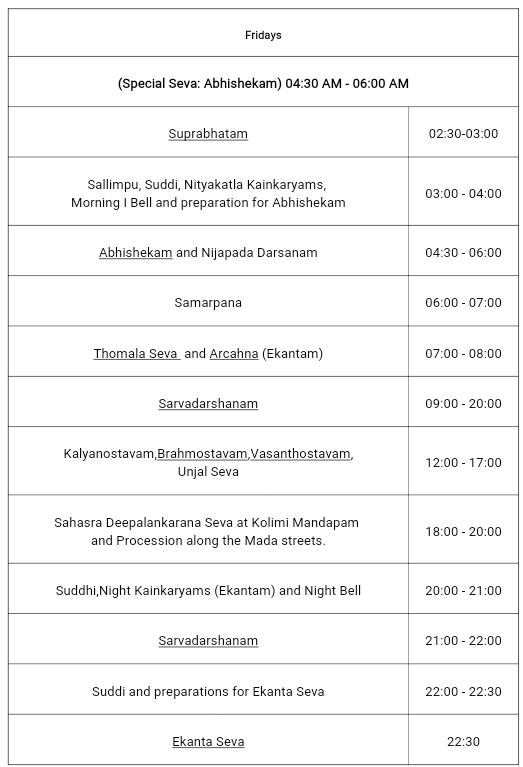 Fridays
(Special Seva: Abhishekam) 04:30 AM - 06:00 AM
Suprabhatam 02:30-03:00
Sallimpu, Suddi, Nityakatla Kainkaryams,
Morning I Bell and preparation for Abhishekam 03:00 - 04:00
Abhishekam and Nijapada Darsanam 04:30 - 06:00
Samarpana 06:00 - 07:00
Thomala Seva and Arcahna (Ekantam) 07:00 - 08:00
Sarvadarshanam 09:00 - 20:00
Kalyanostavam,Brahmostavam,Vasanthostavam,
Unjal Seva 12:00 - 17:00
Sahasra Deepalankarana Seva at Kolimi Mandapam
and Procession along the Mada streets. 18:00 - 20:00
Suddhi,Night Kainkaryams (Ekantam) and Night Bell 20:00 - 21:00
Sarvadarshanam 21:00 - 22:00
Suddi and preparations for Ekanta Seva 22:00 - 22:30
Ekanta Seva 22:30